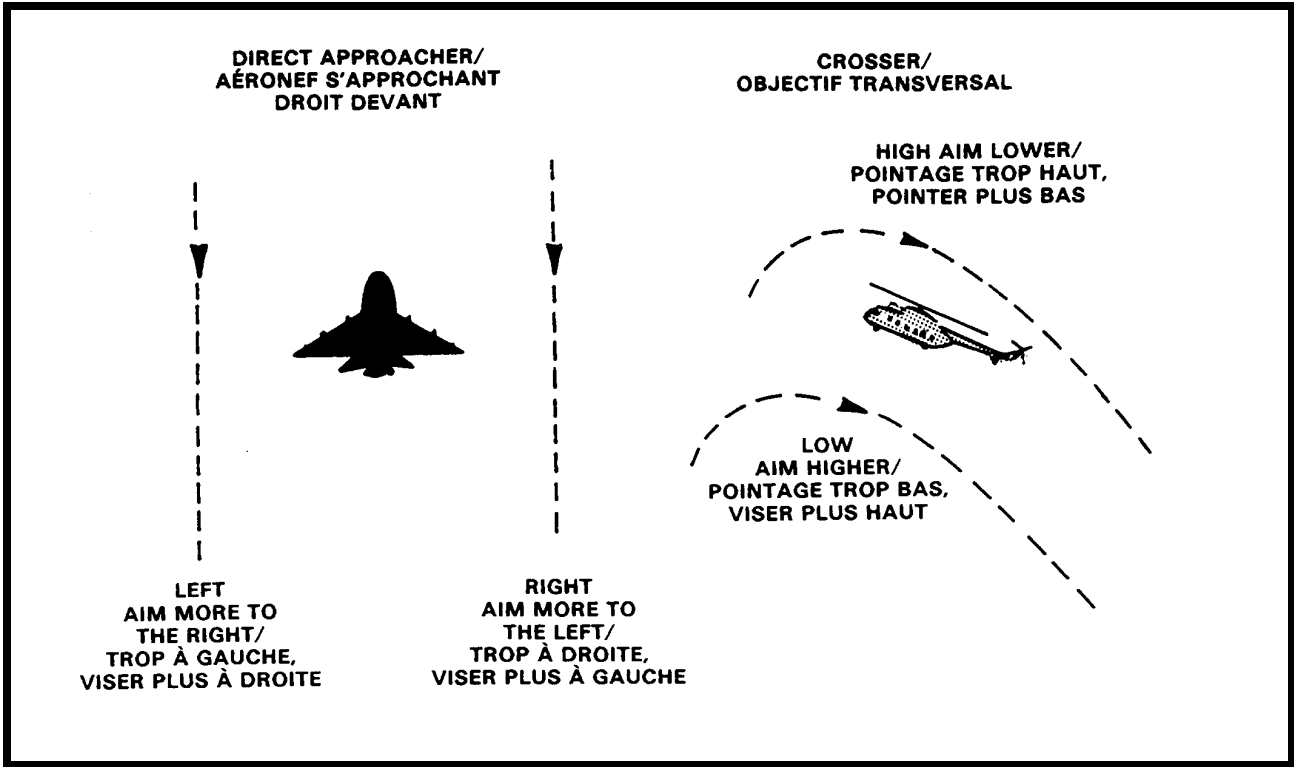 DIRECT APPROACHER/
AÉRONEF S'APPROCHANT
DROIT DEVANT
CROSSER/
OBJECTIF TRANSVERSAL
HIGH AIM LOWER/
POINTAGE TROP HAUT,
POINTER PLUS BAS
LOW
AIM HIGHER/
POINTAGE TROP BAS,
VISER PLUS HAUT
LEFT
AIM MORE TO
THE RIGHT/
TROP À GAUCHE,
VISER PLUS À DROITE
RIGHT
AIM MORE TO
THE LEFT/
TROP À DROITE,
VISER PLUS À GAUCHE